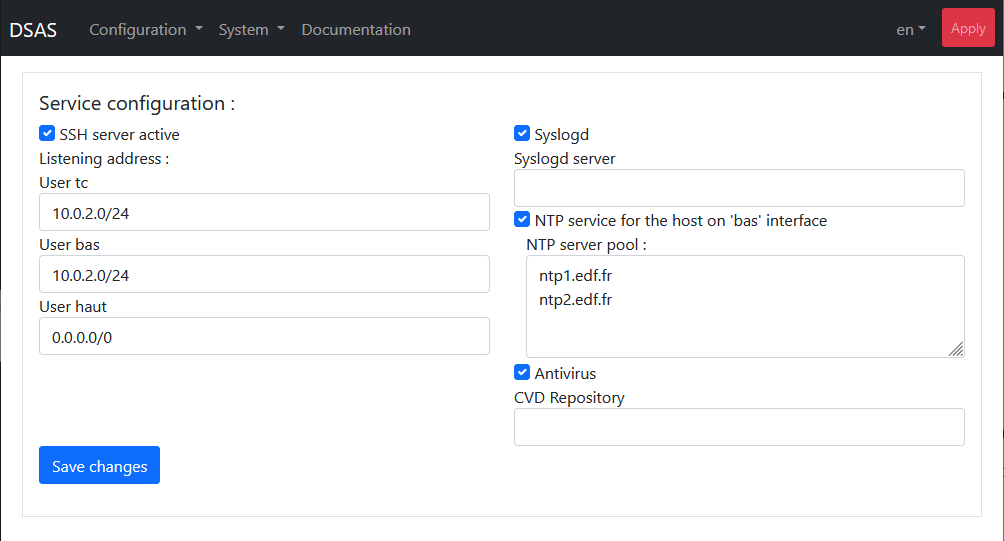 DSAS Configuration System Documentation en Apply
Service configuration :
SSH server active
Listening address :
User tc
10.0.2.0/24
User bas
10.0.2.0/24
User haut
0.0.0.0/0
Syslogd
Syslogd server
NTP service for the host on 'bas' interface
NTP server pool :
ntp1.edf.fr
ntp2.edf.fr
Antivirus
CVD Repository
Save changes